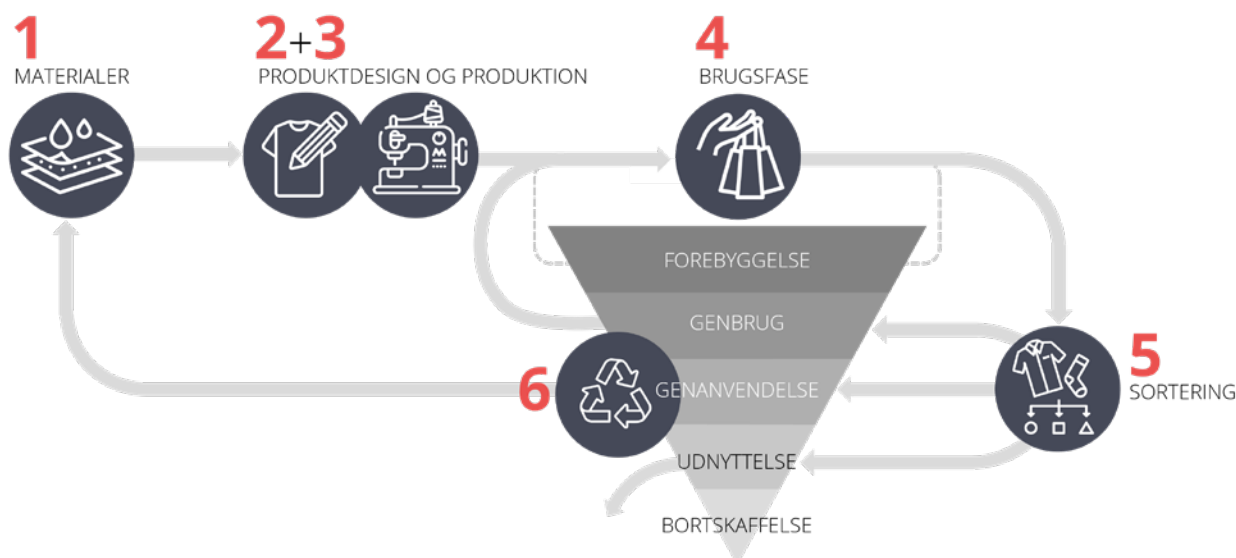 1
MATERIALER
2+3
PRODUKTDESIGN OG PRODUKTION
4
BRUGSFASE
FOREBYGGELSE
GENBRUG
5
SORTERING
6
GENANVENDELSE
UDNYTTELSE
BORTSKAFFELSE